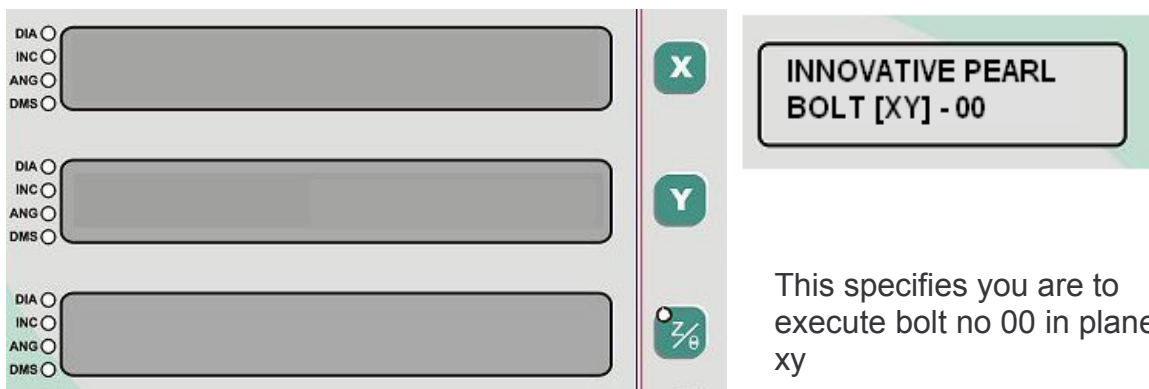 DIA
INC
ANG
DMS
X
DIA
INC
ANG
DMS
Y
DIA
INC
ANG
DMS
Z/θ
INNOVATIVE PEARL
BOLT [XY] - 00
This specifies you are to
execute bolt no 00 in plane
xy